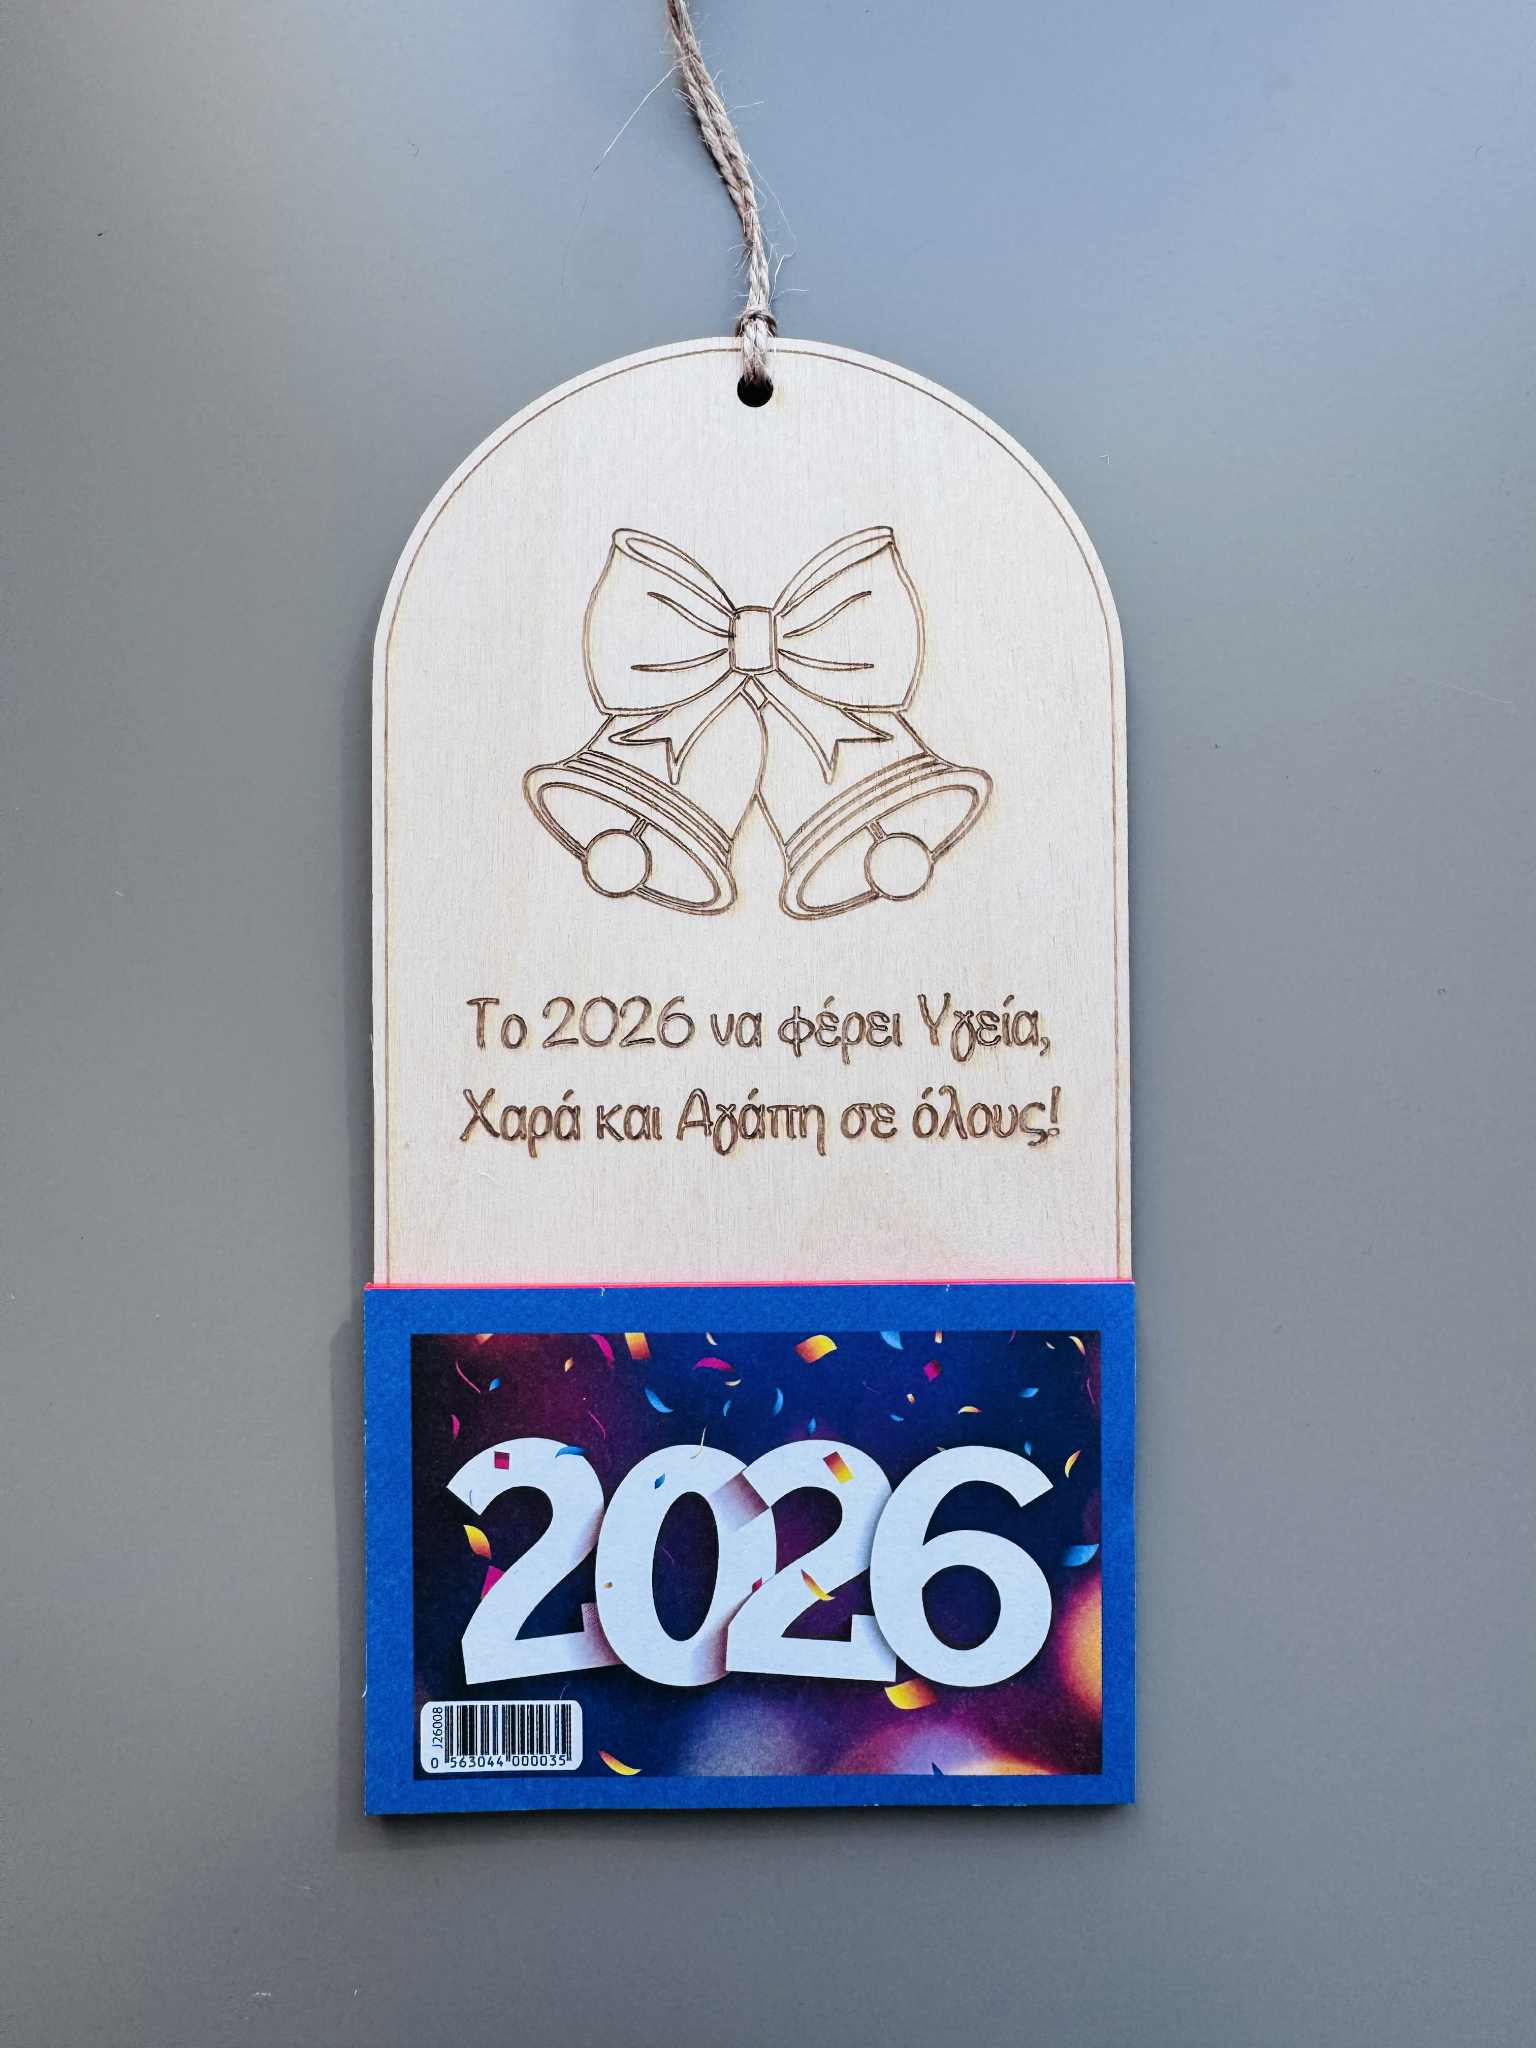 Το 2026 να φέρει Υγεία,
Χαρά και Αγάπη σε όλους!
2026
J26008
0 563044 000035